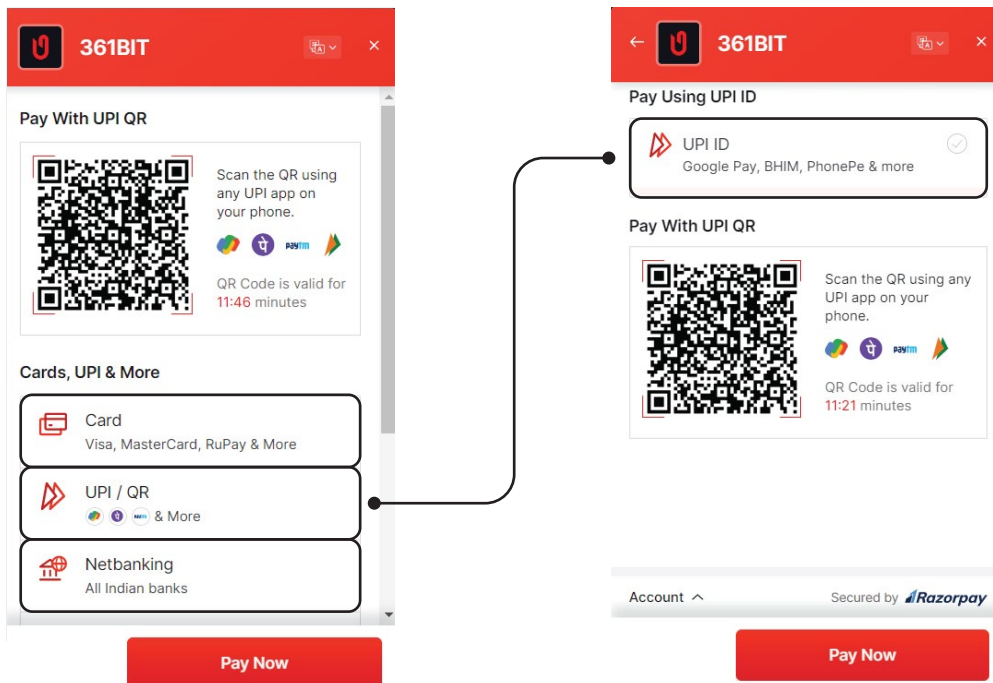 361BIT
Pay With UPI QR
Scan the QR using
any UPI app on
your phone.
पे paytm
QR Code is valid for
11:46 minutes
Cards, UPI & More
Card
Visa, MasterCard, RuPay & More
UPI / QR
पे paytm & More
Netbanking
All Indian banks
Pay Now
361BIT
Pay Using UPI ID
UPI ID
Google Pay, BHIM, PhonePe & more
Pay With UPI QR
Scan the QR using any
UPI app on your
phone.
पे paytm
QR Code is valid for
11:21 minutes
Account
Secured by Razorpay
Pay Now